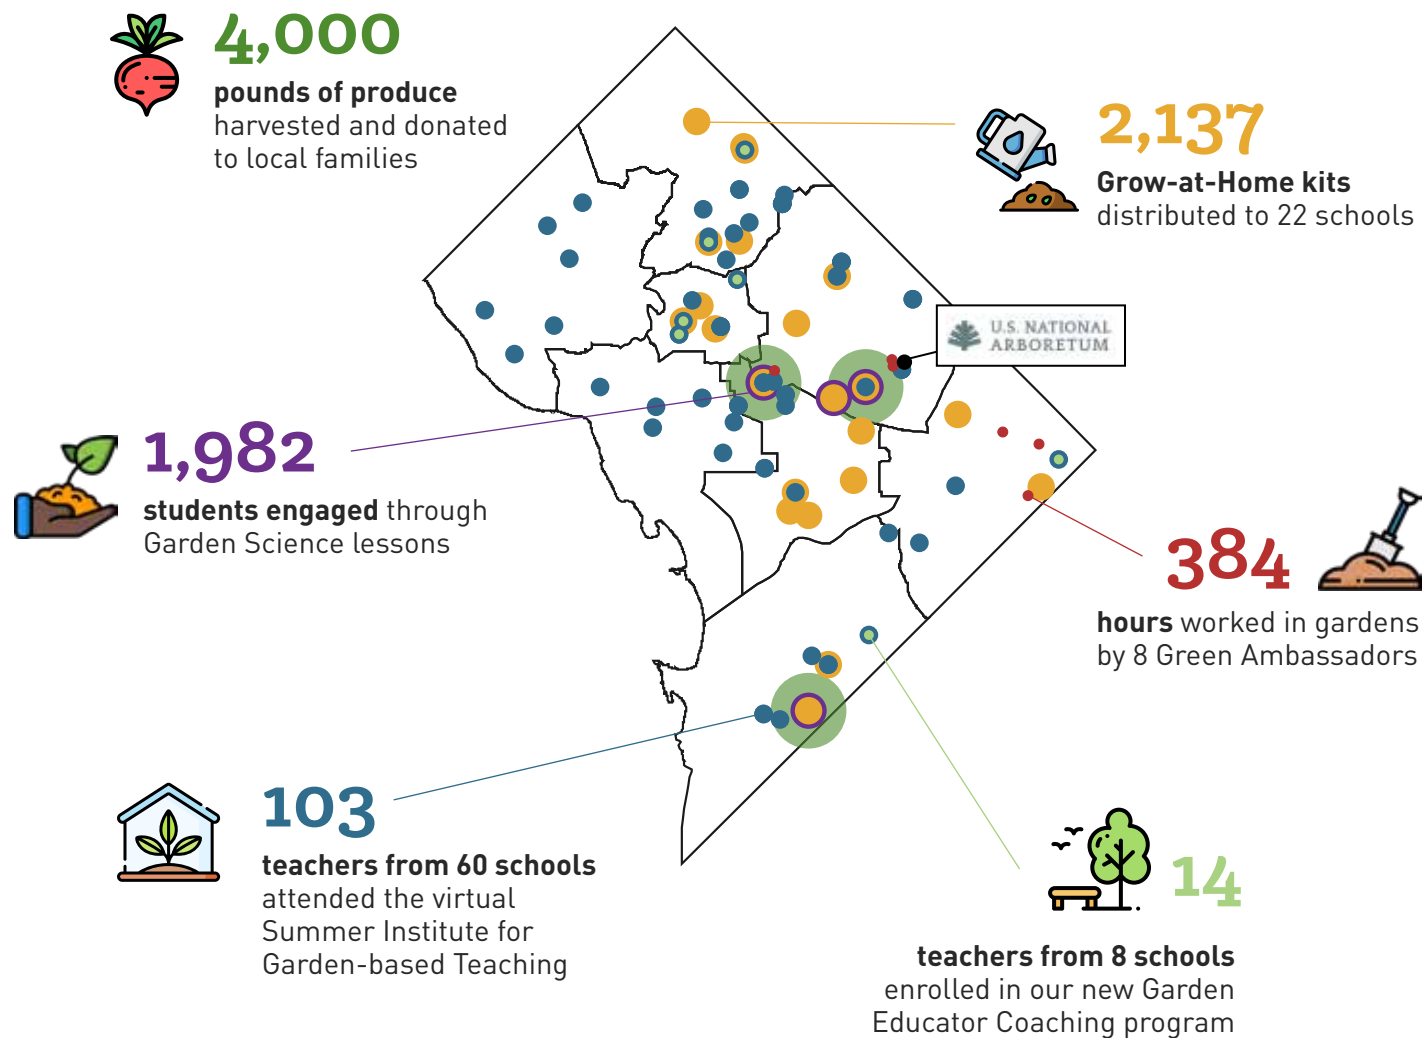 4,000
pounds of produce
harvested and donated
to local families
2,137
Grow-at-Home kits
distributed to 22 schools
U.S. NATIONAL
ARBORETUM
1,982
students engaged through
Garden Science lessons
384
hours worked in gardens
by 8 Green Ambassadors
103
teachers from 60 schools
attended the virtual
Summer Institute for
Garden-based Teaching
14
teachers from 8 schools
enrolled in our new Garden
Educator Coaching program